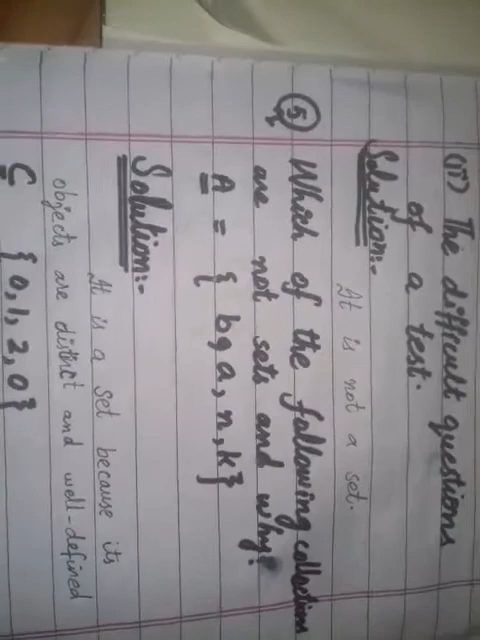 (iii) The difficult questions
of a test.
Solution:-
It is not a set.
(5) Which of the following collections
are not sets and why?
A = { b, a, n, k}
Solution:-
It is a set because its
objects are distinct and well-defined
C { 0, 1, 2, 0 }